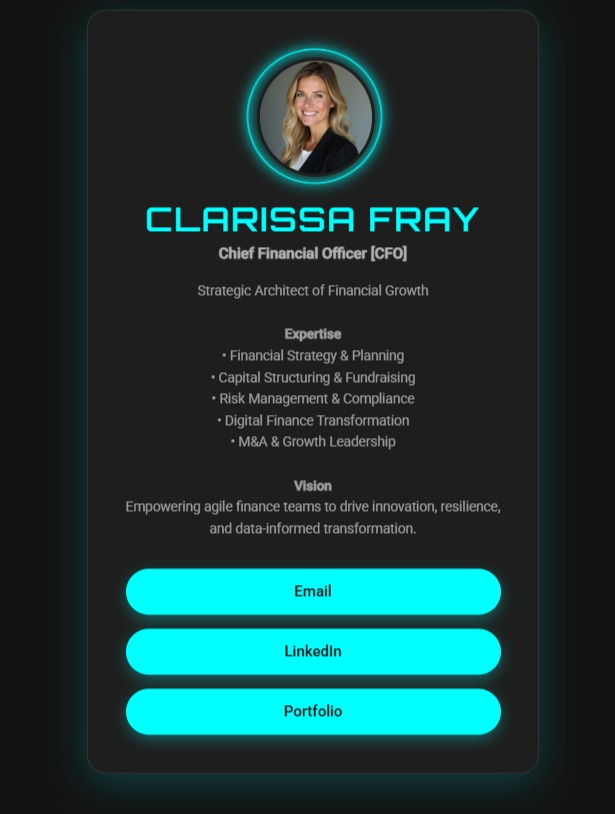 CLARISSA FRAY
Chief Financial Officer [CFO]
Strategic Architect of Financial Growth
Expertise
• Financial Strategy & Planning
• Capital Structuring & Fundraising
• Risk Management & Compliance
• Digital Finance Transformation
• M&A & Growth Leadership
Vision
Empowering agile finance teams to drive innovation, resilience,
and data-informed transformation.
Email
LinkedIn
Portfolio